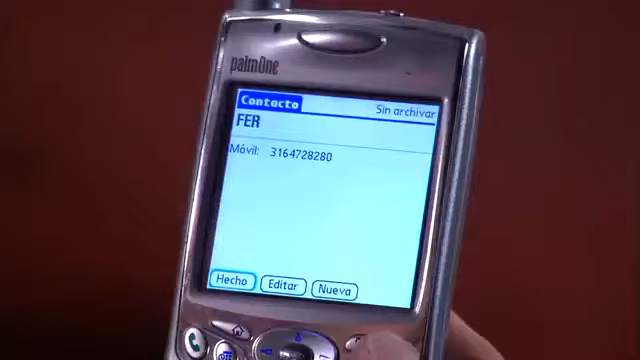 palmOne
Contacto Sin archivar
FER
Móvil: 3164728280
Hecho Editar Nueva